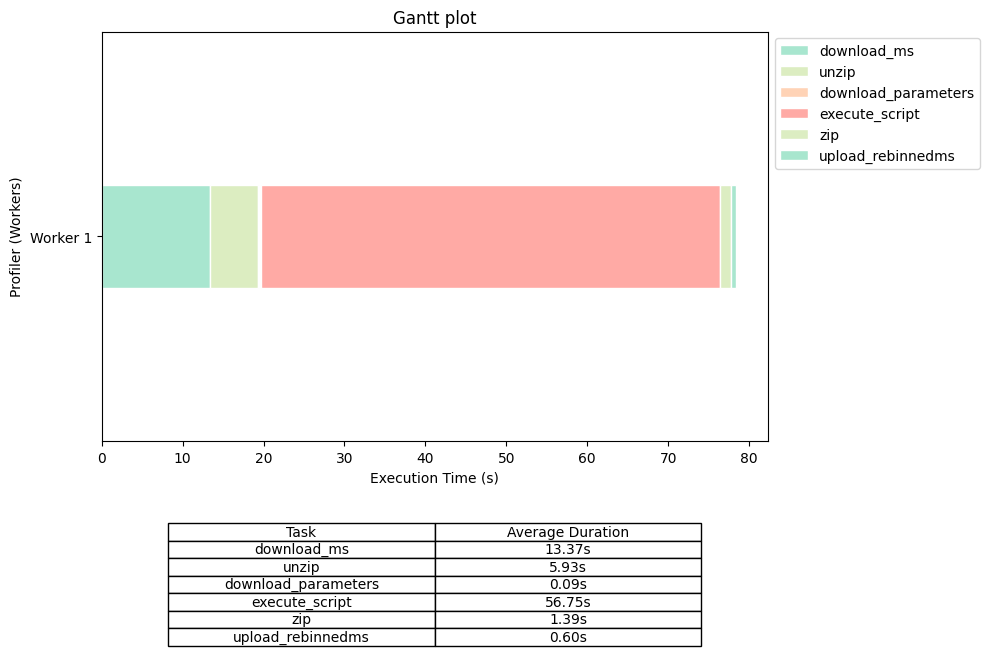 Gantt plot
download_ms
unzip
download_parameters
execute_script
zip
upload_rebinnedms
Profiler (Workers)
Worker 1
0 10 20 30 40 50 60 70 80
Execution Time (s)
Task Average Duration
download_ms 13.37s
unzip 5.93s
download_parameters 0.09s
execute_script 56.75s
zip 1.39s
upload_rebinnedms 0.60s